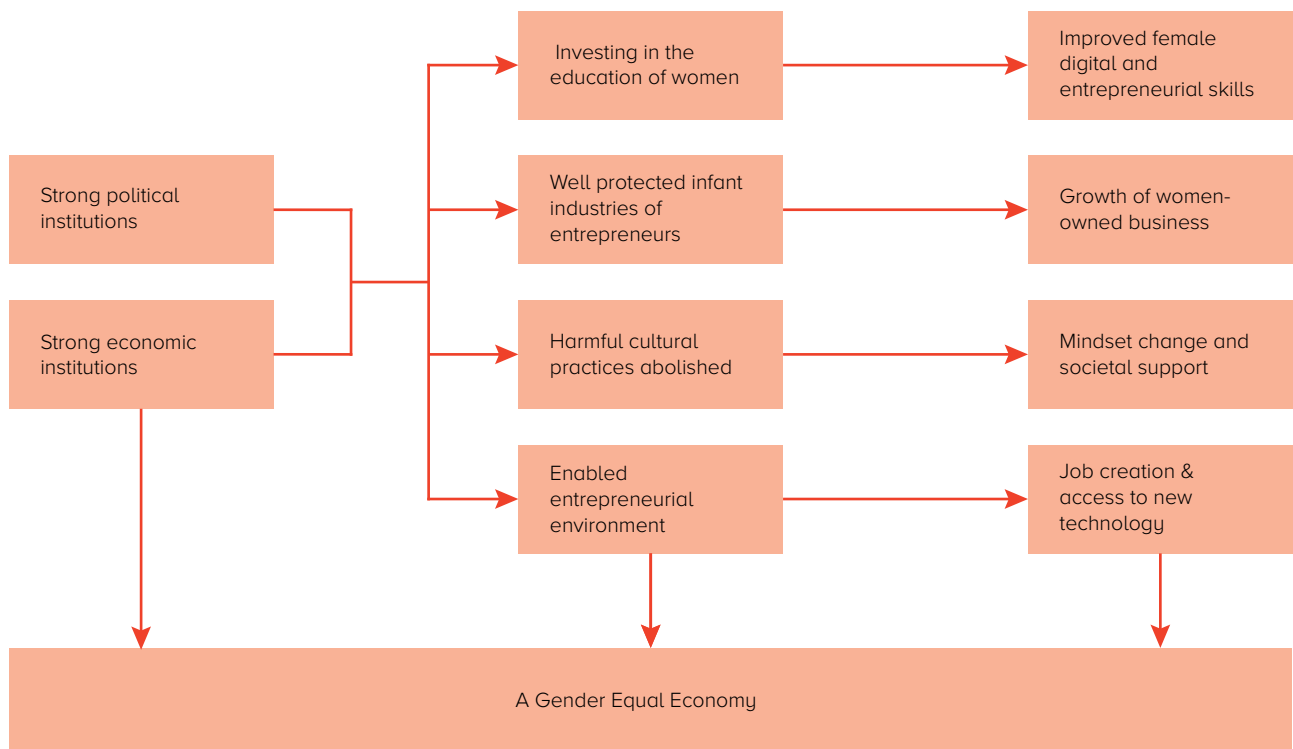 Strong political
institutions
Strong economic
institutions
Investing in the
education of women
Well protected infant
industries of
entrepreneurs
Harmful cultural
practices abolished
Enabled
entrepreneurial
environment
Improved female
digital and
entrepreneurial skills
Growth of women-
owned business
Mindset change and
societal support
Job creation &
access to new
technology
A Gender Equal Economy